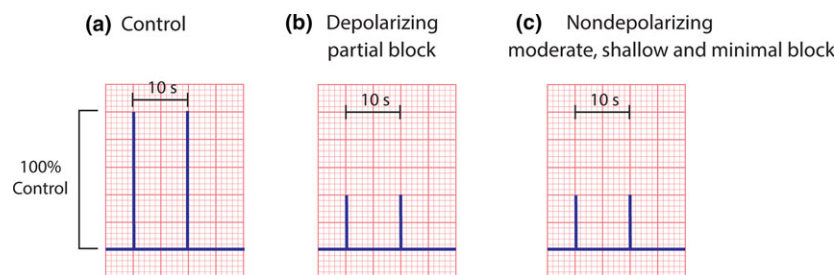 (a) Control
10 s
100%
Control
(b) Depolarizing
partial block
10 s
(c) Nondepolarizing
moderate, shallow and minimal block
10 s